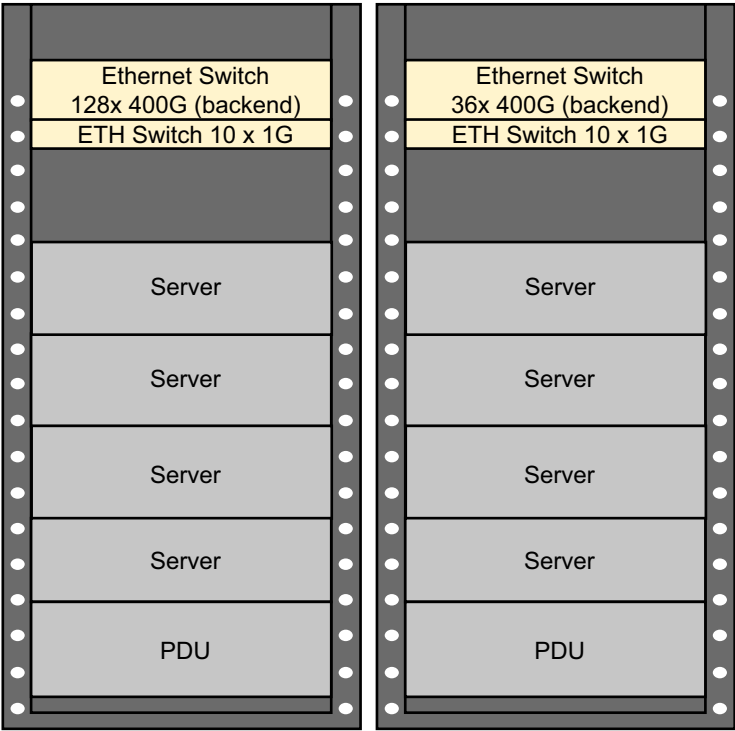 Ethernet Switch
128x 400G (backend)
ETH Switch 10 x 1G
Server
Server
Server
Server
PDU
Ethernet Switch
36x 400G (backend)
ETH Switch 10 x 1G
Server
Server
Server
Server
PDU